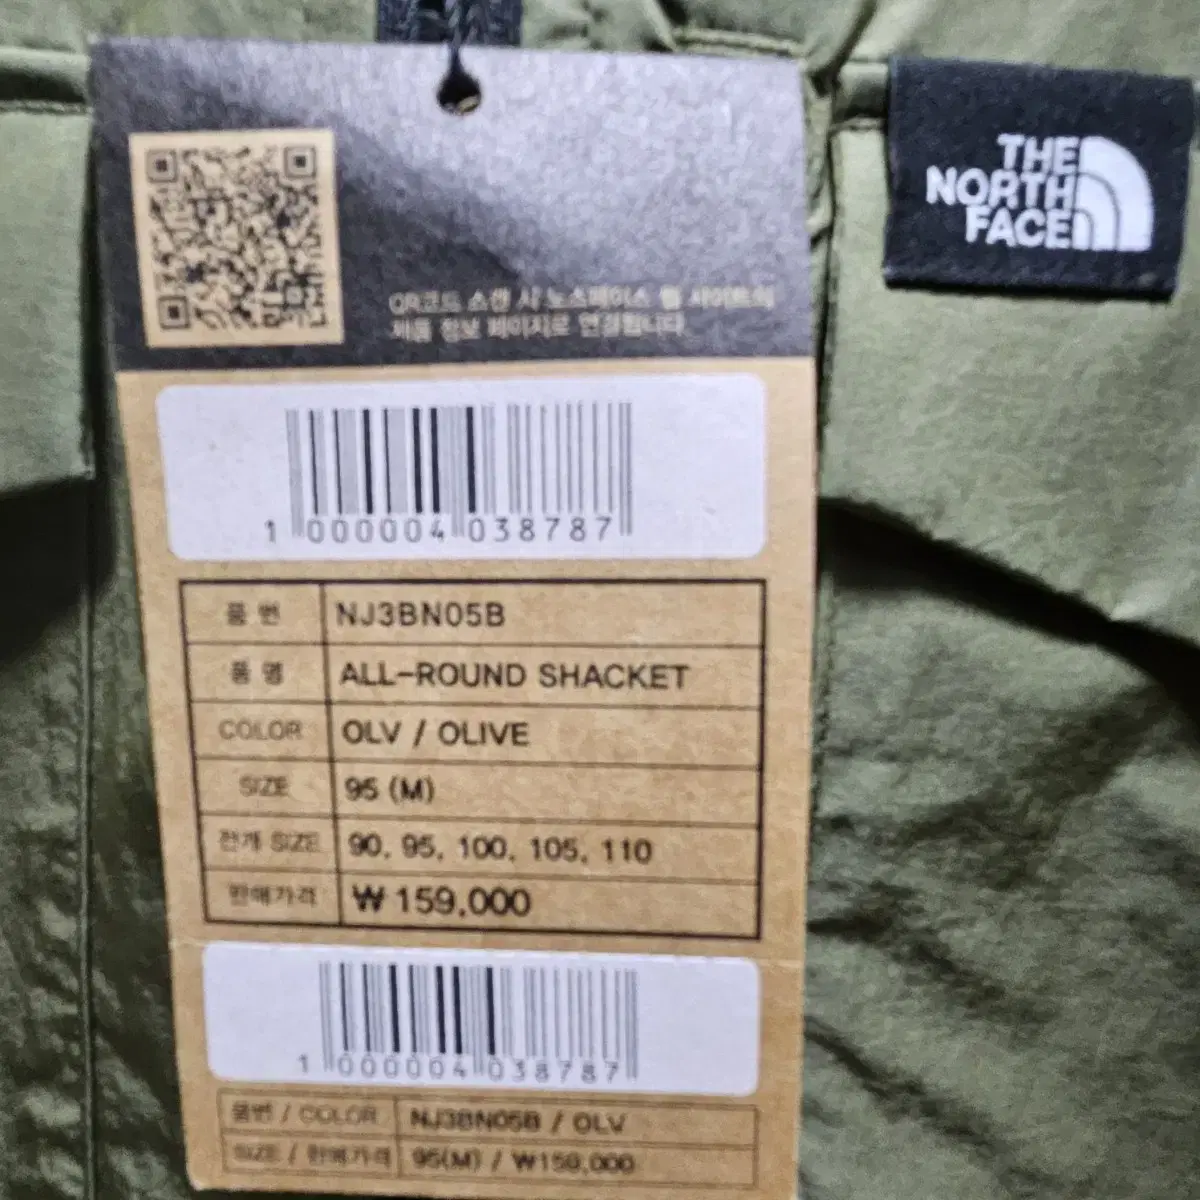 THE
NORTH
FACE
QR코드 스캔 시 노스페이스 웹 사이트의
제품 정보 페이지로 연결됩니다.
1 000004 038787
품 번 NJ3BN05B
품 명 ALL-ROUND SHACKET
COLOR OLV / OLIVE
SIZE 95 (M)
전개 SIZE 90, 95, 100, 105, 110
판매가격 ₩ 159,000
1 000004 038787
품번 / COLOR NJ3BN05B / OLV
SIZE / 판매가격 95(M) / ₩159,000